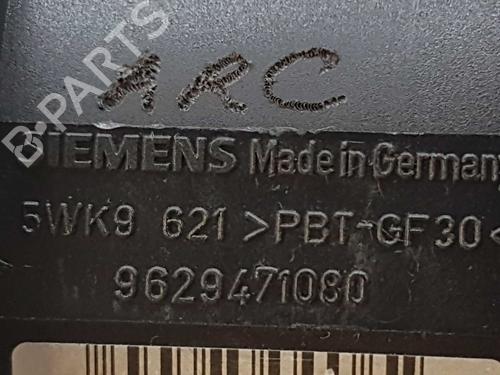 ARC
SIEMENS Made in Germany
5WK9 621 >PBT-GF30<
9629471080
B-PARTS